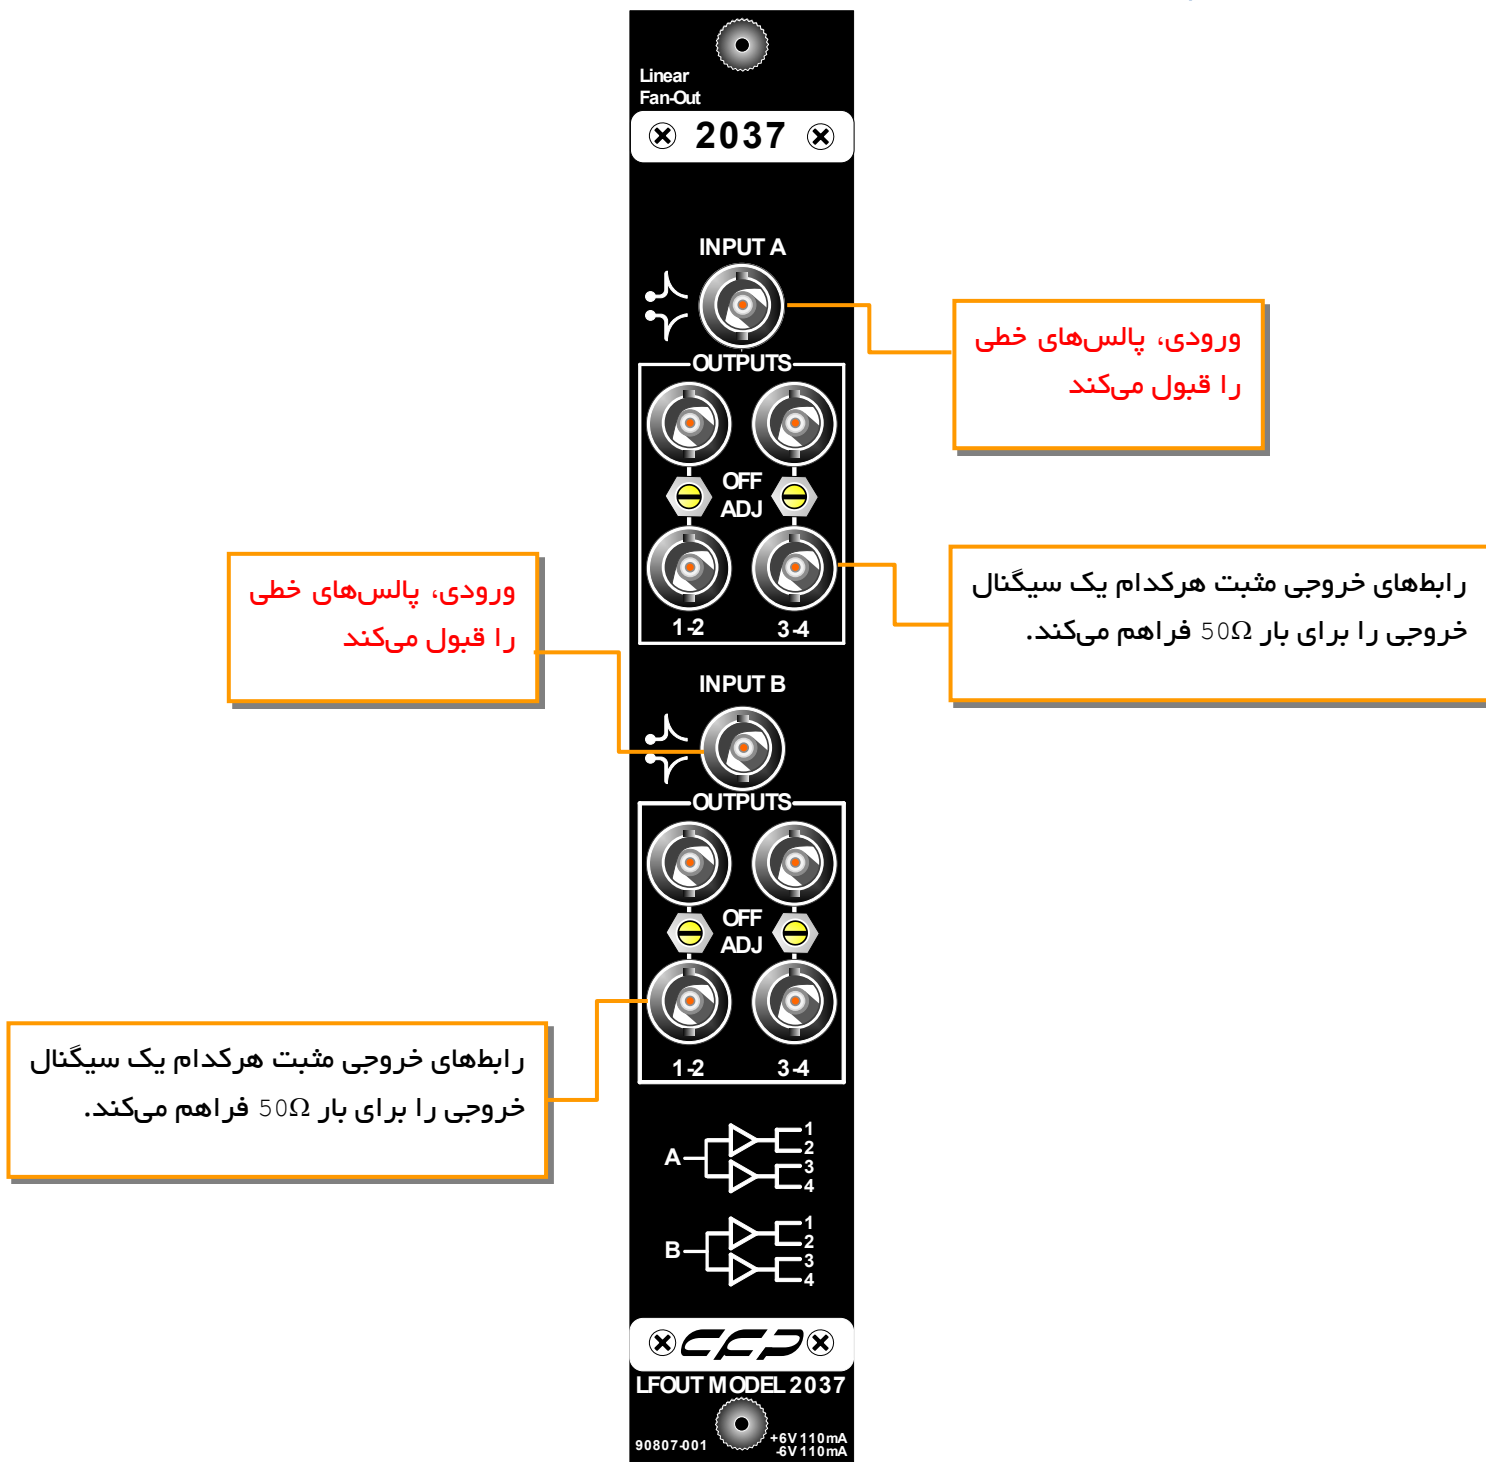 Linear
Fan-Out
2037
INPUT A
ورودی، پالس‌های خطی
را قبول می‌کند
OUTPUTS
OFF
ADJ
1-2 3-4
رابط‌های خروجی مثبت هرکدام یک سیگنال
خروجی را برای بار 50Ω فراهم می‌کند.
ورودی، پالس‌های خطی
را قبول می‌کند
INPUT B
OUTPUTS
OFF
ADJ
1-2 3-4
رابط‌های خروجی مثبت هرکدام یک سیگنال
خروجی را برای بار 50Ω فراهم می‌کند.
A
1
2
3
4
B
1
2
3
4
LFOUT MODEL 2037
90807-001
+6V 110mA
-6V 110mA